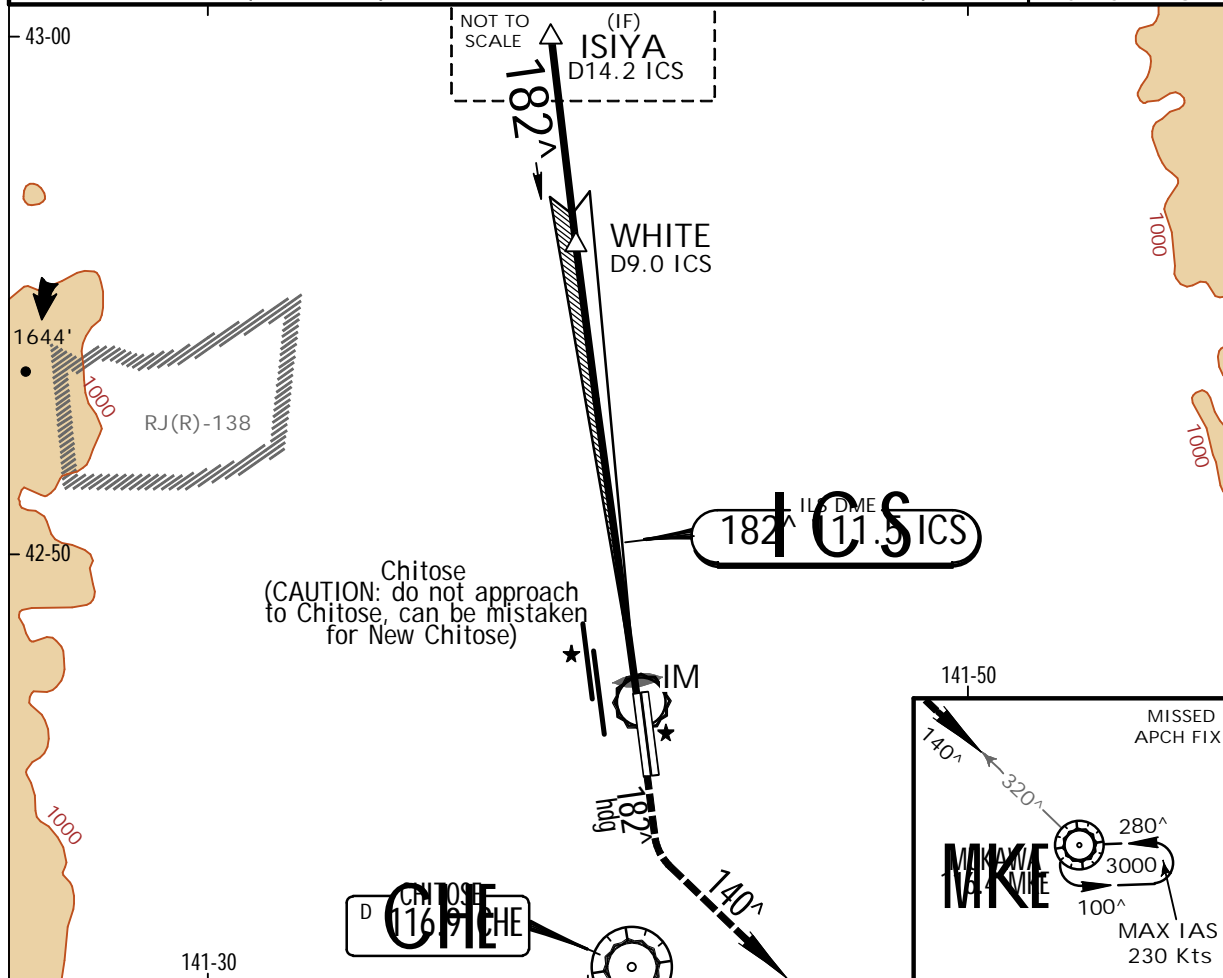 43-00
NOT TO
SCALE
(IF)
ISIYA
D14.2 ICS
182^
WHITE
D9.0 ICS
1000
1644'
1000
RJ(R)-138
1000
ILS DME
182^ 111.5 ICS
ICS
42-50
Chitose
(CAUTION: do not approach
to Chitose, can be mistaken
for New Chitose)
IM
141-50
MISSED
APCH FIX
140^
320^
182^
hdg
1000
280^
MUKAWA
MKE
MKE
3000
100^
140^
CHITOSE
D
116.9 CHE
CHE
MAX IAS
230 Kts
141-30